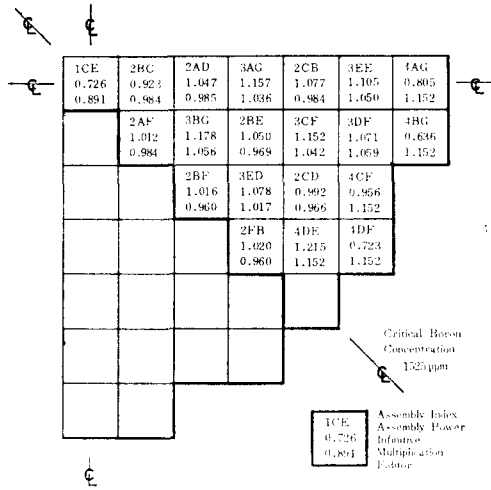 1CE 2BC 2AD 3AG 2CB 3EE 4AG
0.726 0.923 1.047 1.157 1.077 1.105 0.805
0.891 0.984 0.985 1.036 0.984 1.050 1.152
2AF 3BG 2BE 3CF 3DF 4BG
1.012 1.178 1.050 1.152 1.071 0.636
0.984 1.056 0.969 1.042 1.059 1.152
2BF 3ED 2CD 4CF
1.016 1.078 0.992 0.956
0.960 1.017 0.966 1.152
2FB 4DE 4DF
1.020 1.215 0.723
0.960 1.152 1.152
Critical Boron
Concentration
1525 ppm
1CE Assembly Index
0.726 Assembly Power
0.891 Infinitive
Multiplication